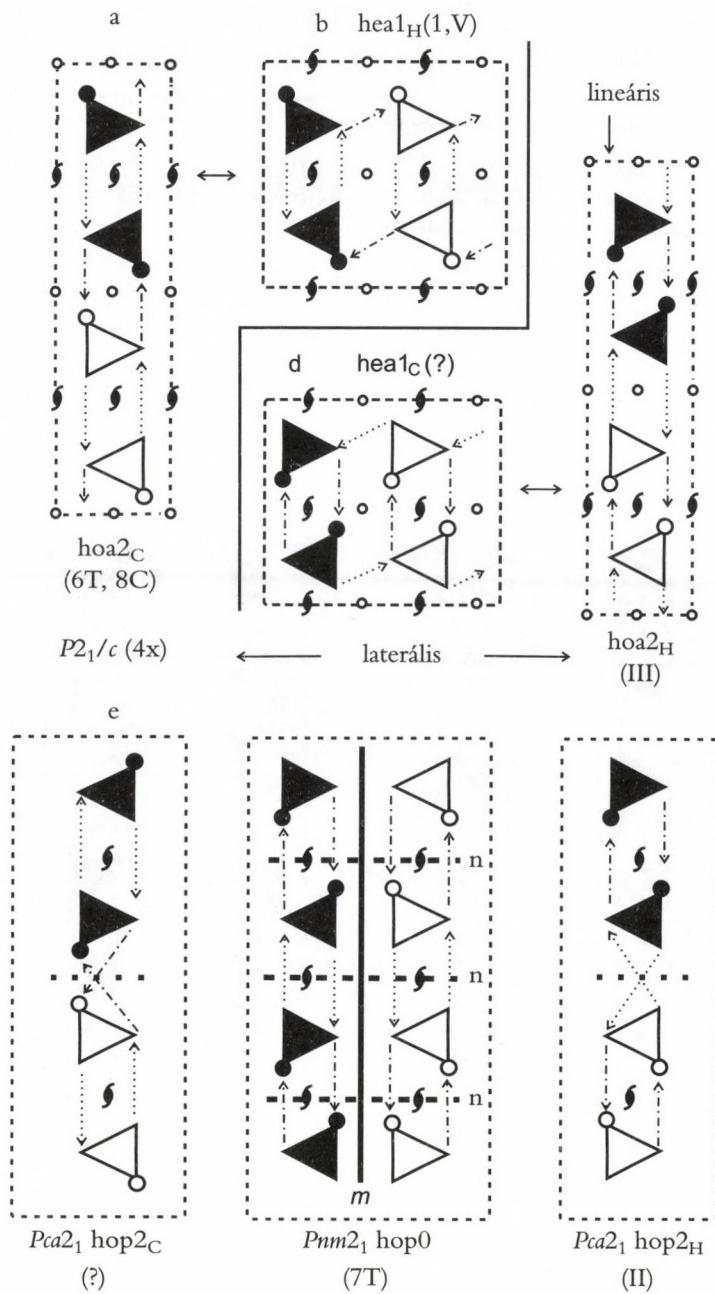 a
b hea1H(1,V)
lineáris
d hea1C(?)
hoa2C
(6T, 8C)
P2₁/c (4x)
laterális
hoa2H
(III)
e
n
n
n
m
Pca2₁ hop2C
(?)
Pnm2₁ hop0
(7T)
Pca2₁ hop2H
(II)